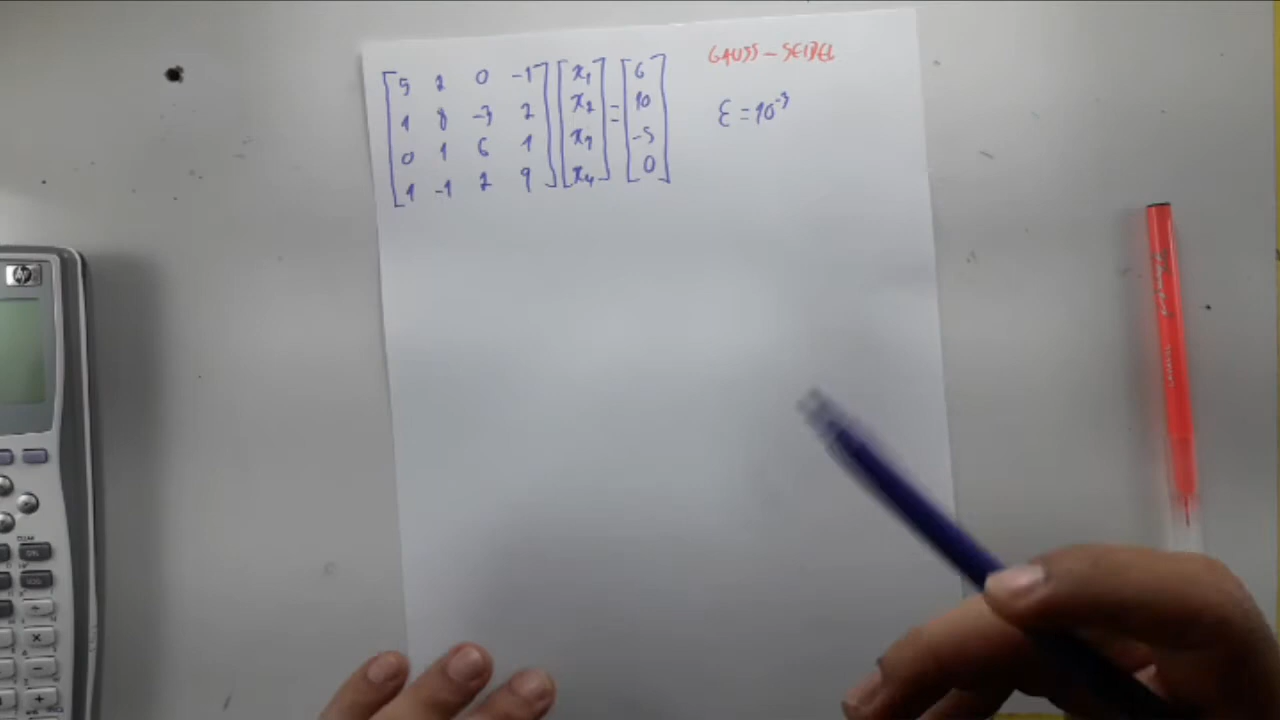 GAUSS-SEIDEL
5 2 0 -1 x1 6
1 8 -3 2 x2 = 10
0 1 6 1 x3 -5
1 -1 2 9 x4 0
ε = 10^-3
hp